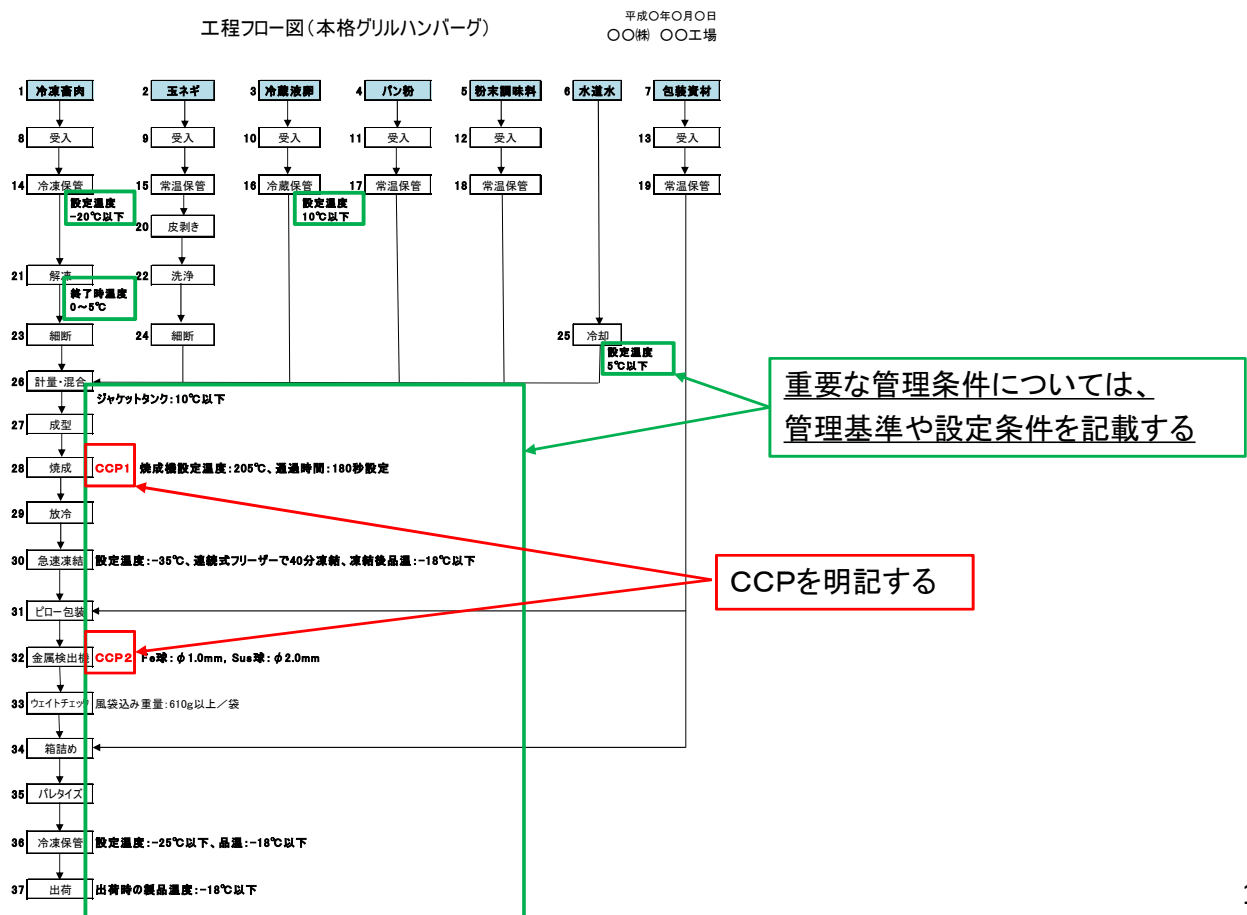 工程フロー図(本格グリルハンバーグ)
平成〇年〇月〇日
〇〇㈱ 〇〇工場
1 冷凍畜肉 2 玉ネギ 3 冷蔵液卵 4 パン粉 5 粉末調味料 6 水道水 7 包装資材
8 受入 9 受入 10 受入 11 受入 12 受入 13 受入
14 冷凍保管 15 常温保管 16 冷蔵保管 17 常温保管 18 常温保管 19 常温保管
設定温度
-20℃以下
設定温度
10℃以下
20 皮剥き
21 解凍 22 洗浄
終了時温度
0~5℃
23 細断 24 細断 25 冷却
設定温度
5℃以下
26 計量・混合
ジャケットタンク:10℃以下
27 成型
28 焼成 CCP1 焼成機設定温度:205℃、通過時間:180秒設定
29 放冷
30 急速凍結 設定温度:-35℃、連続式フリーザーで40分凍結、凍結後品温:-18℃以下
31 ピロー包装
32 金属検出機 CCP2 Fe球:φ1.0mm, Sus球:φ2.0mm
33 ウェイトチェック 風袋込み重量:610g以上/袋
34 箱詰め
35 パレタイズ
36 冷凍保管 設定温度:-25℃以下、品温:-18℃以下
37 出荷 出荷時の製品温度:-18℃以下
重要な管理条件については、
管理基準や設定条件を記載する
CCPを明記する